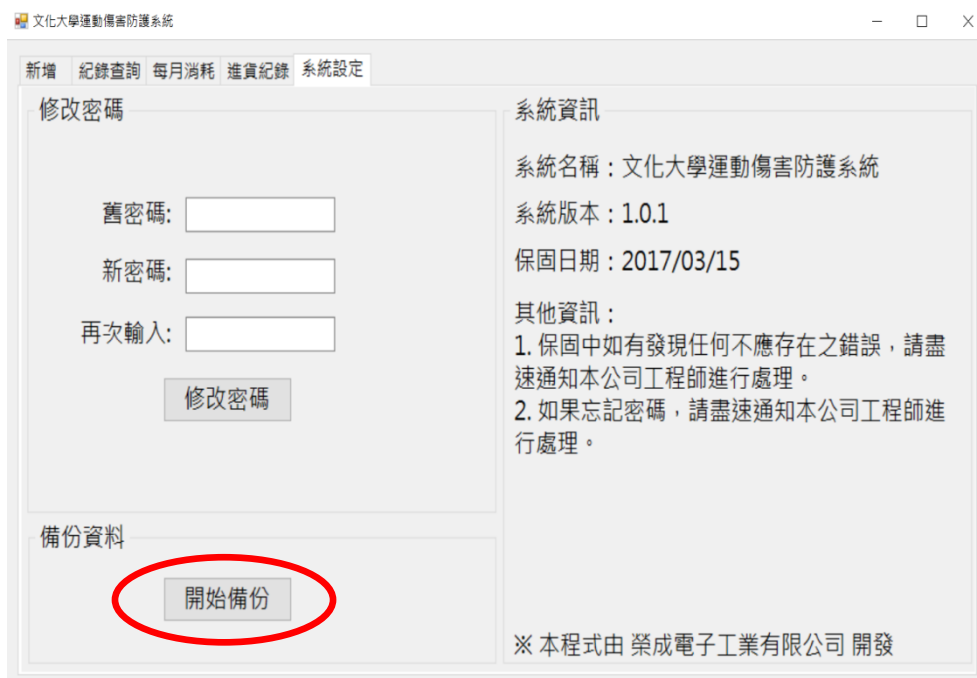 文化大學運動傷害防護系統
新增 紀錄查詢 每月消耗 進貨紀錄 系統設定
修改密碼
舊密碼:
新密碼:
再次輸入:
修改密碼
備份資料
開始備份
系統資訊
系統名稱：文化大學運動傷害防護系統
系統版本：1.0.1
保固日期：2017/03/15
其他資訊：
1. 保固中如有發現任何不應存在之錯誤，請盡
速通知本公司工程師進行處理。
2. 如果忘記密碼，請盡速通知本公司工程師進
行處理。
※ 本程式由 榮成電子工業有限公司 開發